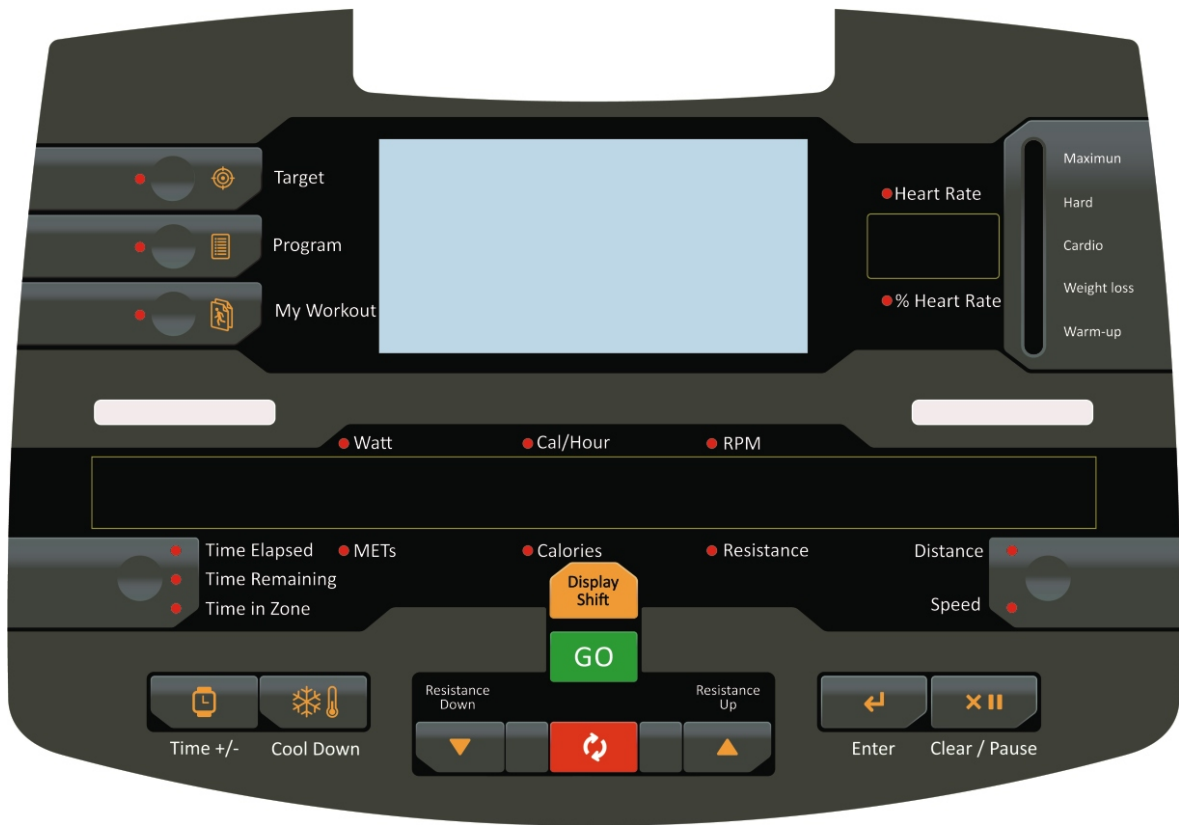 Target
Program
My Workout
Heart Rate
% Heart Rate
Maximun
Hard
Cardio
Weight loss
Warm-up
Watt
Cal/Hour
RPM
Time Elapsed
Time Remaining
Time in Zone
METs
Calories
Resistance
Distance
Speed
Display
Shift
GO
Resistance
Down
Resistance
Up
Time +/-
Cool Down
Enter
Clear / Pause